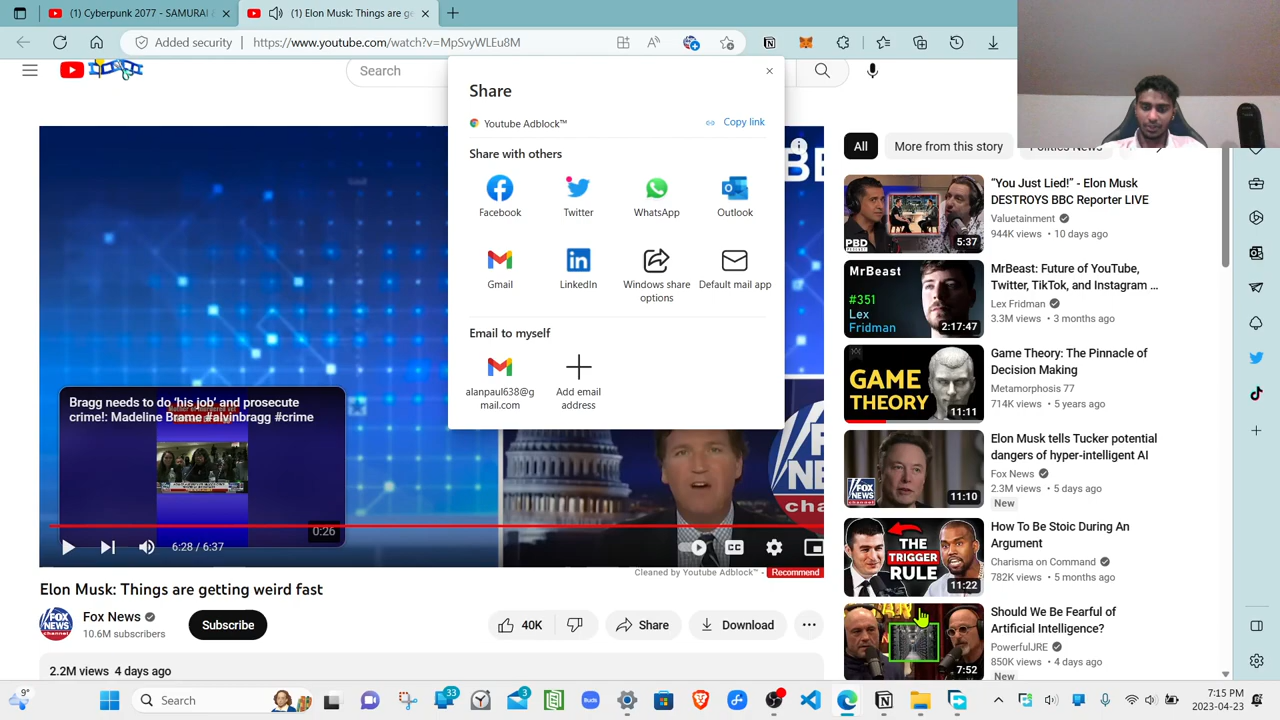 (1) Cyberpunk 2077 - SAMURAI
Elon Musk: Things are ge
Added security
https://www.youtube.com/watch?v=MpSvyWLEu8M
Search
Share
Youtube Adblock™
Copy link
Share with others
Facebook
Twitter
WhatsApp
Outlook
Gmail
LinkedIn
Windows share
options
Default mail app
Email to myself
alanpaul638@g
mail.com
Add email
address
Bragg needs to do 'his job' and prosecute
crime!: Madeline Brame #alvinbragg #crime
0:26
6:28 / 6:37
Cleaned by Youtube Adblock™ - Recommend
Elon Musk: Things are getting weird fast
Fox News
10.6M subscribers
Subscribe
40K
Share
Download
2.2M views 4 days ago
All
More from this story
Politics News
"You Just Lied!" - Elon Musk
DESTROYS BBC Reporter LIVE
Valuetainment
944K views • 10 days ago
PBD
PODCAST
5:37
MrBeast: Future of YouTube,
Twitter, TikTok, and Instagram ...
Lex Fridman
3.3M views • 3 months ago
MrBeast
#351
Lex
Fridman
2:17:47
Game Theory: The Pinnacle of
Decision Making
Metamorphosis 77
714K views • 5 years ago
GAME
THEORY
11:11
Elon Musk tells Tucker potential
dangers of hyper-intelligent AI
Fox News
2.3M views • 5 days ago
New
FOX
NEWS
channel
11:10
How To Be Stoic During An
Argument
Charisma on Command
782K views • 5 months ago
THE
TRIGGER
RULE
11:22
Should We Be Fearful of
Artificial Intelligence?
PowerfulJRE
850K views • 4 days ago
New
7:52
9°
Search
33
3
7:15 PM
2023-04-23